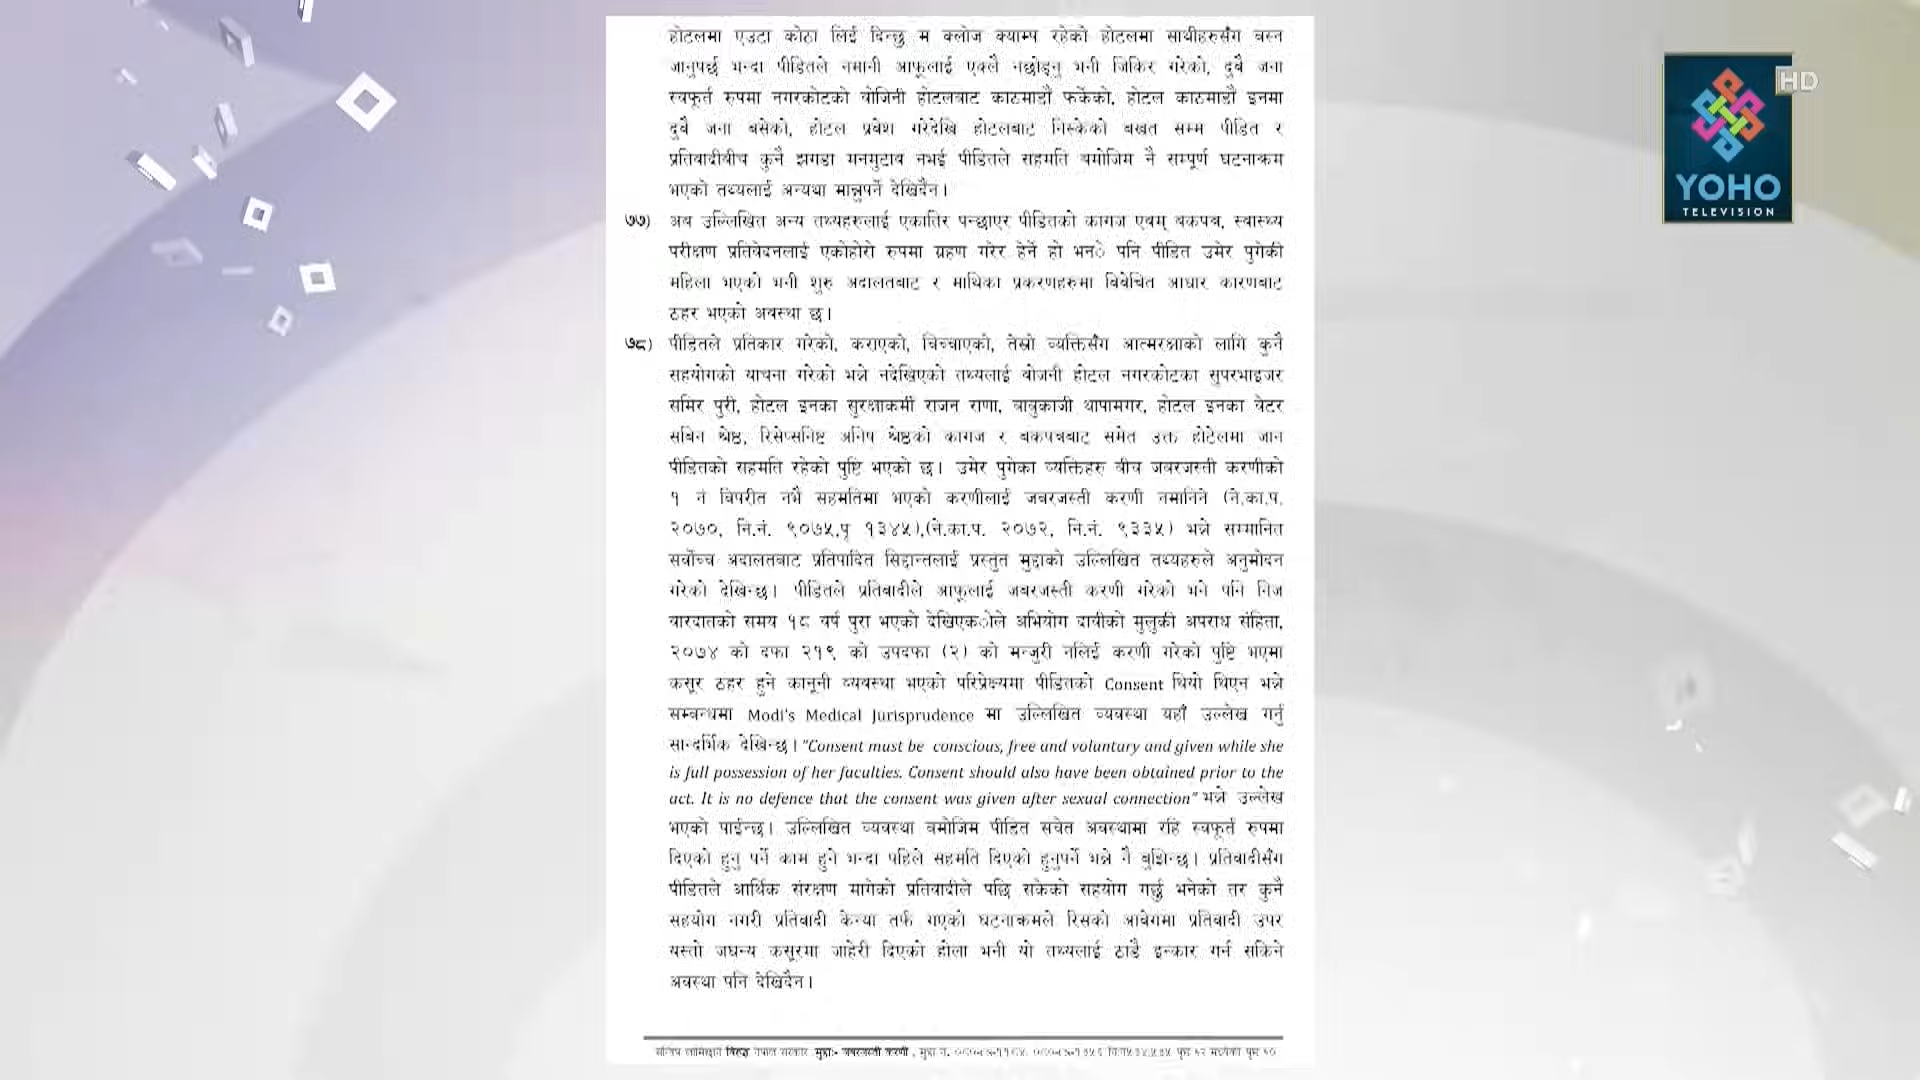 होटलमा एउटा कोठा लिई दिन्छु म क्लोज क्याम्प रहेको होटलमा साथीहरुसँग बस्न
जानुपर्छ भन्दा पीडितले नमानी आफूलाई एक्लै नछोड्नु भनी जिकिर गरेको, दुबै जना
स्वफूर्त रुपमा नगरकोटको बोजिनी होटलबाट काठमाडौं फर्केको, होटल काठमाडौं इनमा
दुबै जना बसेको, होटल प्रबेश गरेदेखि होटलबाट निस्केको बखत सम्म पीडित र
प्रतिवादीबीच कुनै झगडा मनमुटाव नभई पीडितले सहमति बमोजिम नै सम्पूर्ण घटनाक्रम
भएको तथ्यलाई अन्यथा मान्नुपर्ने देखिदैन।
७७) अब उल्लिखित अन्य तथ्यहरुलाई एकातिर पन्छाएर पीडितको कागज एवम् बकपत्र, स्वास्थ्य
परीक्षण प्रतिवेदनलाई एकोहोरो रुपमा ग्रहण गरेर हेर्ने हो भन‌े पनि पीडित उमेर पुगेकी
महिला भएको भनी शुरु अदालतबाट र माथिका प्रकरणहरुमा बिबेचित आधार कारणबाट
ठहर भएको अवस्था छ।
७८) पीडितले प्रतिकार गरेको, कराएको, चिच्चाएको, तेस्रो व्यक्तिसँग आत्मरक्षाको लागि कुनै
सहयोगको याचना गरेको भन्ने नदेखिएको तथ्यलाई बोजनी होटल नगरकोटका सुपरभाइजर
समिर पुरी, होटल इनका सुरक्षाकर्मी राजन राणा, बाबुकाजी थापामगर, होटल इनका वेटर
सबिन श्रेष्ठ, रिसेप्सनिष्ट अनिष श्रेष्ठको कागज र बकपत्रबाट समेत उक्त होटेलमा जान
पीडितको सहमति रहेको पुष्टि भएको छ। उमेर पुगेका व्यक्तिहरु बीच जबरजस्ती करणीको
१ नं बिपरीत नभै सहमतिमा भएको करणीलाई जबरजस्ती करणी नमानिने (ने.का.प.
२०७०, नि.नं. ९०७५,पृ १३४५),(ने.का.प. २०७२, नि.नं. ९३३५) भन्ने सम्मानित
सर्वोच्च अदालतबाट प्रतिपादित सिद्दान्तलाई प्रस्तुत मुद्दाको उल्लिखित तथ्यहरुले अनुमोदन
गरेको देखिन्छ। पीडितले प्रतिबादीले आफूलाई जबरजस्ती करणी गरेको भने पनि निज
वारदातको समय १८ वर्ष पुरा भएको देखिएकोले अभियोग दावीको मुलुकी अपराध संहिता,
२०७४ को दफा २१९ को उपदफा (२) को मन्जुरी नलिई करणी गरेको पुष्टि भएमा
कसूर ठहर हुने कानूनी व्यवस्था भएको परिप्रेक्ष्यमा पीडितको Consent थियो थिएन भन्ने
सम्बन्धमा Modi's Medical Jurisprudence मा उल्लिखित व्यवस्था यहाँ उल्लेख गर्नु
सान्दर्भिक देखिन्छ। "Consent must be conscious, free and voluntary and given while she
is full possession of her faculties. Consent should also have been obtained prior to the
act. It is no defence that the consent was given after sexual connection" भन्ने उल्लेख
भएको पाईन्छ। उल्लिखित व्यवस्था बमोजिम पीडित सचेत अवस्थामा रहि स्वफूर्त रुपमा
दिएको हुनु पर्ने काम हुने भन्दा पहिले सहमति दिएको हुनुपर्ने भन्ने नै बुझिन्छ। प्रतिवादीसँग
पीडितले आर्थिक संरक्षण मागेको प्रतिवादीले पछि सकेको सहयोग गर्छु भनेको तर कुनै
सहयोग नगरी प्रतिवादी केन्या तर्फ गएको घटनाक्रमले रिसको आबेगमा प्रतिबादी उपर
यस्तो जघन्य कसूरमा जाहेरी दिएको होला भनी यो तथ्यलाई ठाडै इन्कार गर्न सकिने
अवस्था पनि देखिदैन।
बिरुद्ध नेपाल सरकार मुद्दाः- जबरजस्ती करणी, मुद्दा नं.
HD
YOHO
TELEVISION